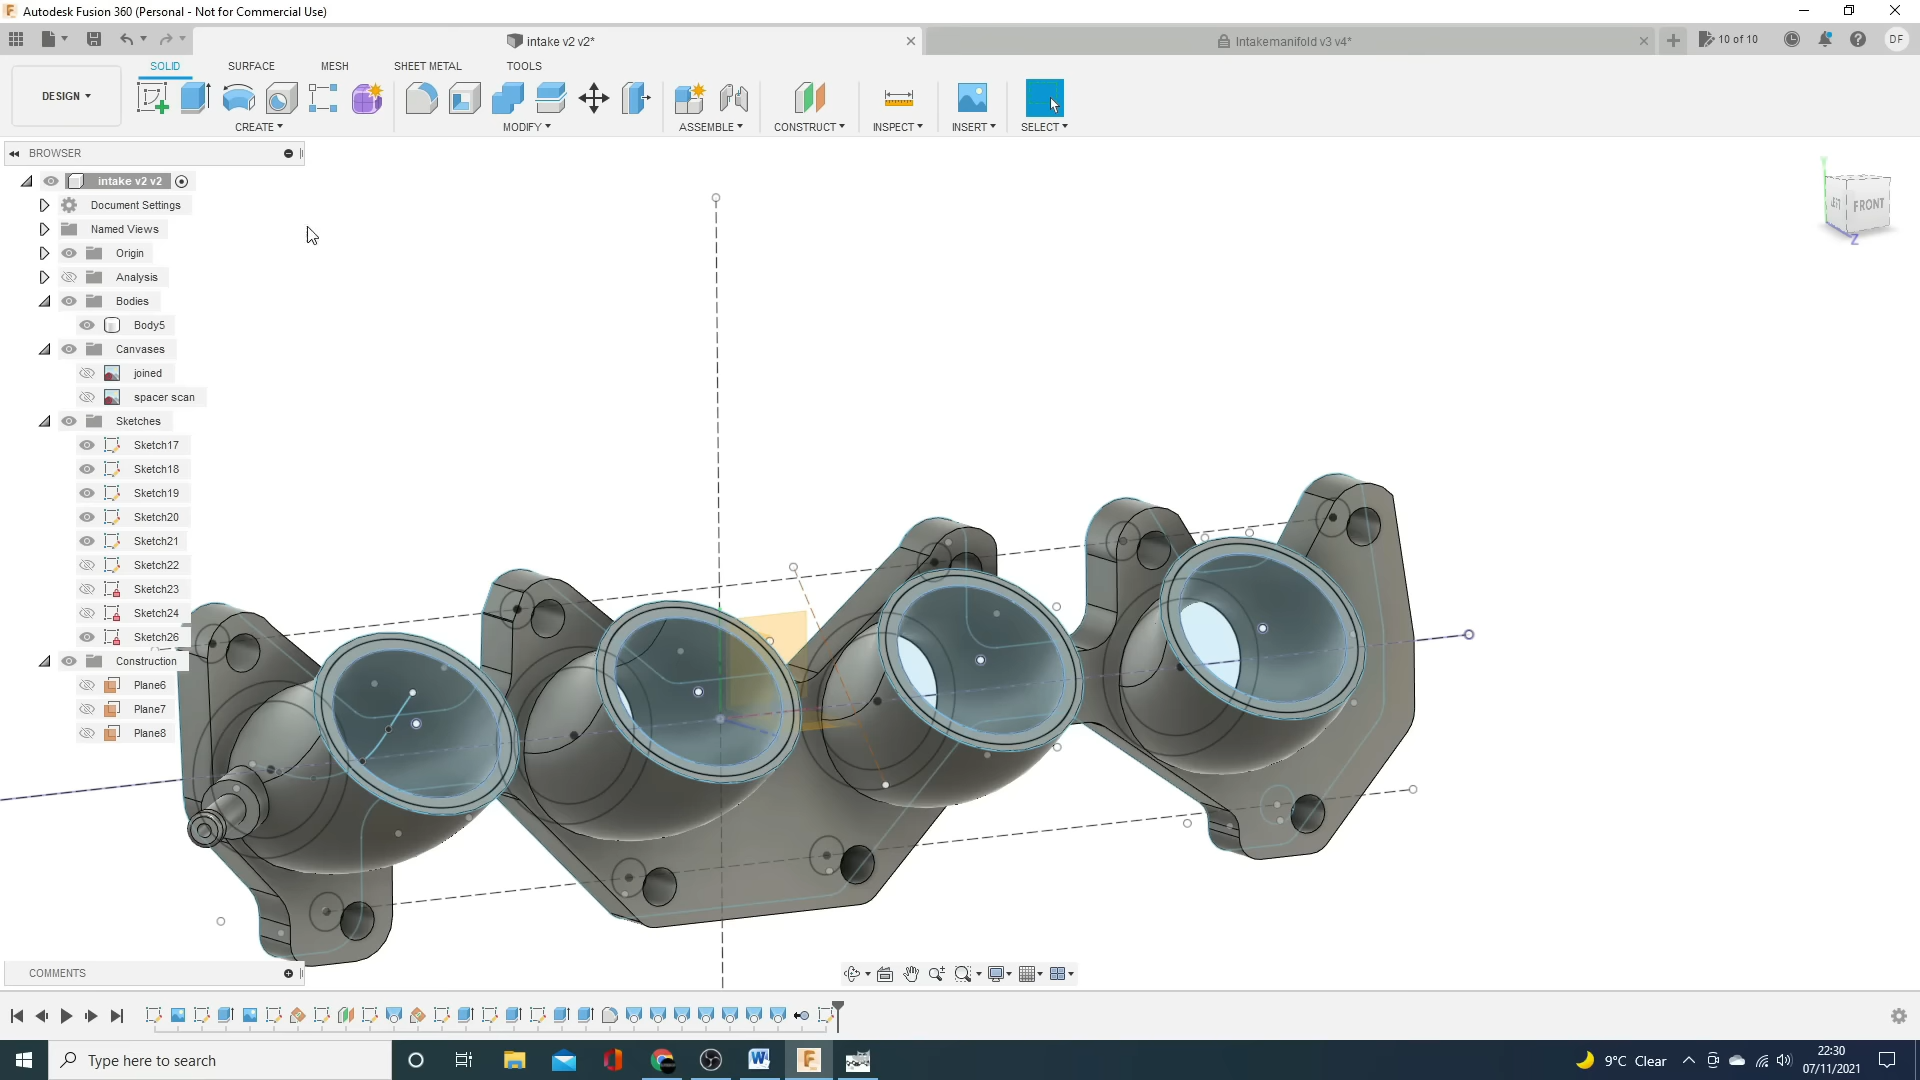 Autodesk Fusion 360 (Personal - Not for Commercial Use)
intake v2 v2*
Intakemanifold v3 v4*
10 of 10
DF
DESIGN
SOLID
SURFACE
MESH
SHEET METAL
TOOLS
CREATE
MODIFY
ASSEMBLE
CONSTRUCT
INSPECT
INSERT
SELECT
BROWSER
intake v2 v2
Document Settings
Named Views
Origin
Analysis
Bodies
Body5
Canvases
joined
spacer scan
Sketches
Sketch17
Sketch18
Sketch19
Sketch20
Sketch21
Sketch22
Sketch23
Sketch24
Sketch26
Construction
Plane6
Plane7
Plane8
LEFT
FRONT
Z
COMMENTS
Type here to search
9°C Clear
22:30
07/11/2021